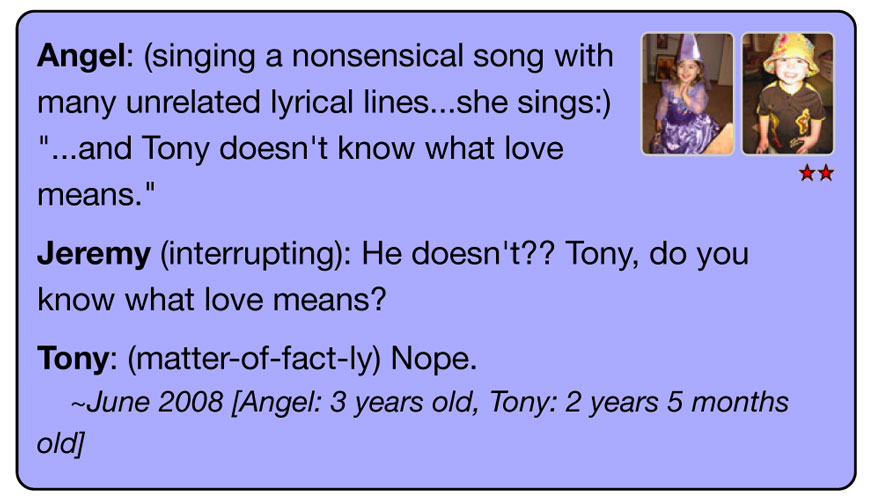 Angel: (singing a nonsensical song with
many unrelated lyrical lines...she sings:)
"...and Tony doesn't know what love
means."
Jeremy (interrupting): He doesn't?? Tony, do you
know what love means?
Tony: (matter-of-fact-ly) Nope.
~June 2008 [Angel: 3 years old, Tony: 2 years 5 months
old]